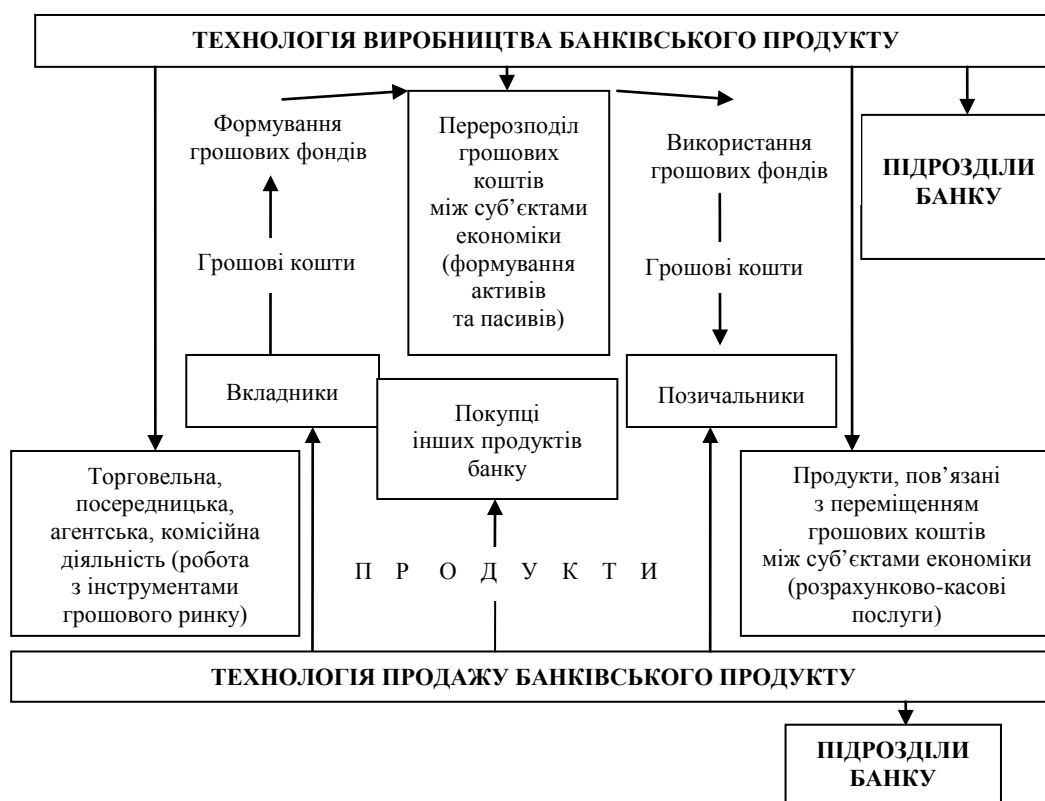 ТЕХНОЛОГІЯ ВИРОБНИЦТВА БАНКІВСЬКОГО ПРОДУКТУ
Формування
грошових фондів
Грошові кошти
Перерозподіл
грошових
коштів
між суб’єктами
економіки
(формування
активів
та пасивів)
Використання
грошових фондів
Грошові кошти
ПІДРОЗДІЛИ
БАНКУ
Вкладники
Покупці
інших продуктів
банку
Позичальники
Торговельна,
посередницька,
агентська, комісійна
діяльність (робота
з інструментами
грошового ринку)
П Р О Д У К Т И
Продукти, пов’язані
з переміщенням
грошових коштів
між суб’єктами економіки
(розрахунково-касові
послуги)
ТЕХНОЛОГІЯ ПРОДАЖУ БАНКІВСЬКОГО ПРОДУКТУ
ПІДРОЗДІЛИ
БАНКУ